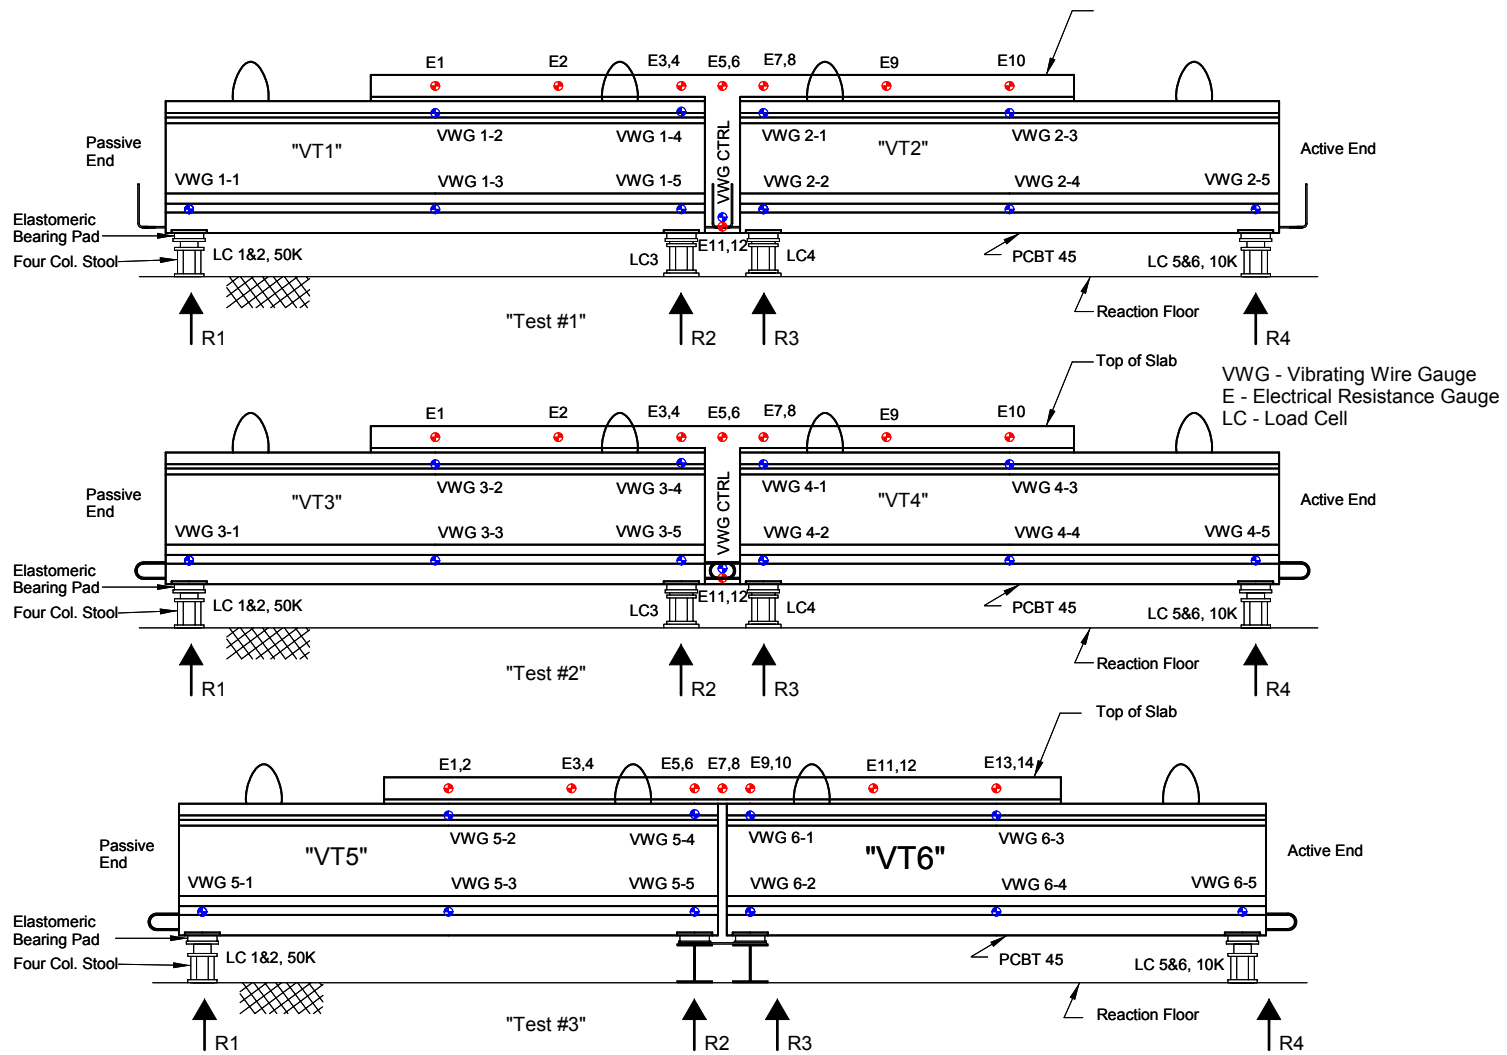 E1
E2
E3,4
E5,6
E7,8
E9
E10
Passive
End
"VT1"
VWG 1-2
VWG 1-4
VWG CTRL
VWG 2-1
"VT2"
VWG 2-3
Active End
VWG 1-1
VWG 1-3
VWG 1-5
VWG 2-2
VWG 2-4
VWG 2-5
Elastomeric
Bearing Pad
Four Col. Stool
LC 1&2, 50K
LC3
E11,12
LC4
PCBT 45
LC 5&6, 10K
Reaction Floor
"Test #1"
R1
R2
R3
R4
Top of Slab
VWG - Vibrating Wire Gauge
E - Electrical Resistance Gauge
LC - Load Cell
E1
E2
E3,4
E5,6
E7,8
E9
E10
Passive
End
"VT3"
VWG 3-2
VWG 3-4
VWG CTRL
VWG 4-1
"VT4"
VWG 4-3
Active End
VWG 3-1
VWG 3-3
VWG 3-5
VWG 4-2
VWG 4-4
VWG 4-5
Elastomeric
Bearing Pad
Four Col. Stool
LC 1&2, 50K
LC3
E11,12
LC4
PCBT 45
LC 5&6, 10K
Reaction Floor
"Test #2"
R1
R2
R3
R4
Top of Slab
E1,2
E3,4
E5,6
E7,8
E9,10
E11,12
E13,14
Passive
End
"VT5"
VWG 5-2
VWG 5-4
VWG 6-1
"VT6"
VWG 6-3
Active End
VWG 5-1
VWG 5-3
VWG 5-5
VWG 6-2
VWG 6-4
VWG 6-5
Elastomeric
Bearing Pad
Four Col. Stool
LC 1&2, 50K
PCBT 45
LC 5&6, 10K
Reaction Floor
"Test #3"
R1
R2
R3
R4